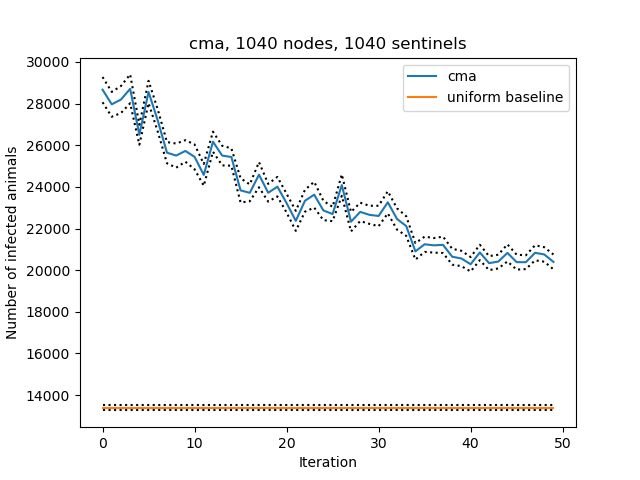 cma, 1040 nodes, 1040 sentinels
cma
uniform baseline
Number of infected animals
30000
28000
26000
24000
22000
20000
18000
16000
14000
0 10 20 30 40 50
Iteration